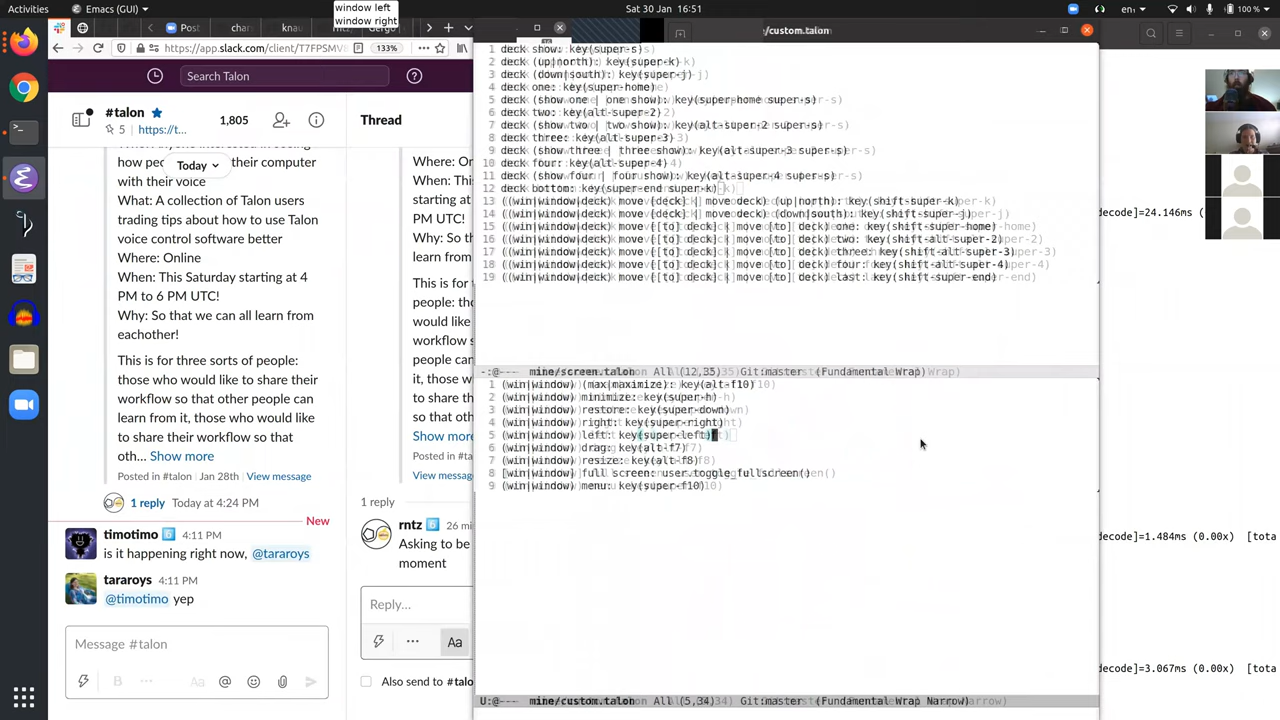 Activities
Emacs (GUI)
window left
window right
Sat 30 Jan 16:51
en
100 %
Post
char
knau
Gergo
https://app.slack.com/client/T7FPSMV
133%
Search Talon
#talon
5
https://t...
1,805
Thread
Today
how people
their computer
with their voice
What: A collection of Talon users
trading tips about how to use Talon
voice control software better
Where: Online
When: This Saturday starting at 4
PM to 6 PM UTC!
Why: So that we can all learn from
eachother!
This is for three sorts of people:
those who would like to share their
workflow so that other people can
learn from it, those who would like
to share their workflow so that
oth... Show more
Posted in #talon Jan 28th View message
1 reply Today at 4:24 PM
New
timotimo 4:11 PM
is it happening right now, @tararoys
tararoys 4:11 PM
@timotimo yep
Message #talon
Where: On
When: This
starting at
PM UTC!
Why: So th
learn from
This is for
people: tho
would like
workflow s
people can
from it, tho
would like
their workf
so that oth
Show more
Posted in #t
1 reply
rntz 26 mi
Asking to be
moment
Reply...
Aa
Also send to #talo
/custom.talon
1 deck show: key(super-s)
2 deck (up|north): key(super-k)
3 deck (down|south): key(super-j)
4 deck one: key(super-home)
5 deck (show one | one show): key(super-home super-s)
6 deck two: key(alt-super-2)
7 deck (show two | two show): key(alt-super-2 super-s)
8 deck three: key(alt-super-3)
9 deck (show three | three show): key(alt-super-3 super-s)
10 deck four: key(alt-super-4)
11 deck (show four | four show): key(alt-super-4 super-s)
12 deck bottom: key(super-end super-k)
13 ((win|window|deck) move [deck] | move deck) (up|north): key(shift-super-k)
14 ((win|window|deck) move [deck] | move deck) (down|south): key(shift-super-j)
15 ((win|window|deck) move [[to] deck] | move [to] deck) one: key(shift-super-home)
16 ((win|window|deck) move [[to] deck] | move [to] deck) two: key(shift-alt-super-2)
17 ((win|window|deck) move [[to] deck] | move [to] deck) three: key(shift-alt-super-3)
18 ((win|window|deck) move [[to] deck] | move [to] deck) four: key(shift-alt-super-4)
19 ((win|window|deck) move [[to] deck] | move [to] deck) last: key(shift-super-end)
-:@--- mine/screen.talon All (12,35) Git:master (Fundamental Wrap)
1 (win|window) (max|maximize): key(alt-f10)
2 (win|window) minimize: key(super-h)
3 (win|window) restore: key(super-down)
4 (win|window) right: key(super-right)
5 (win|window) left: key(super-left)
6 (win|window) drag: key(alt-f7)
7 (win|window) resize: key(alt-f8)
8 [win|window] full screen: user.toggle_fullscreen()
9 (win|window) menu: key(super-f10)
U:@--- mine/custom.talon All (5,34) Git:master (Fundamental Wrap Narrow)
decode]=24.146ms (0.
decode]=1.484ms (0.00x) [tota
decode]=3.067ms (0.00x) [tota